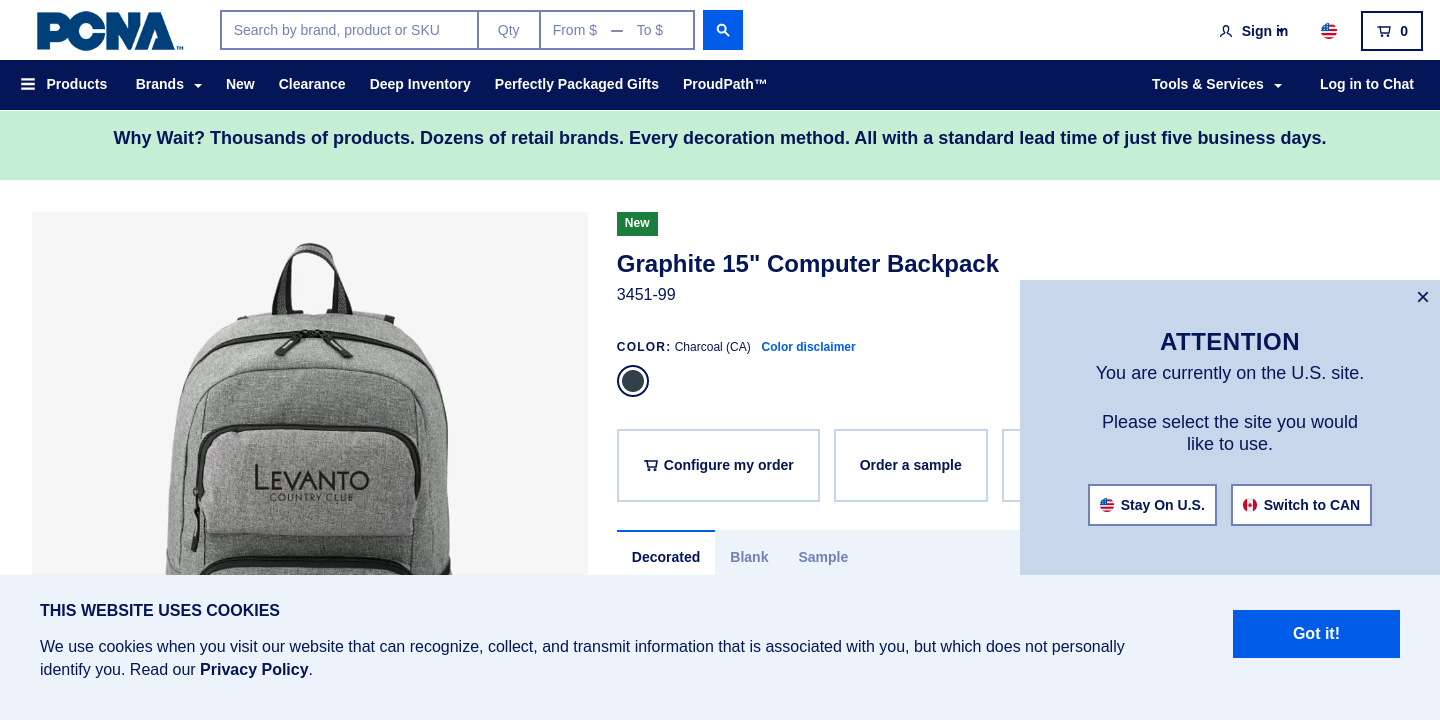 PCNA™
Search by brand, product or SKU
Qty
From $ — To $
Sign in
0
Products
Brands
New
Clearance
Deep Inventory
Perfectly Packaged Gifts
ProudPath™
Tools & Services
Log in to Chat
Why Wait? Thousands of products. Dozens of retail brands. Every decoration method. All with a standard lead time of just five business days.
LEVANTO
COUNTRY CLUB
New
Graphite 15" Computer Backpack
3451-99
COLOR: Charcoal (CA) Color disclaimer
Configure my order
Order a sample
Decorated
Blank
Sample
×
ATTENTION
You are currently on the U.S. site.
Please select the site you would
like to use.
Stay On U.S.
Switch to CAN
THIS WEBSITE USES COOKIES
We use cookies when you visit our website that can recognize, collect, and transmit information that is associated with you, but which does not personally
identify you. Read our Privacy Policy.
Got it!